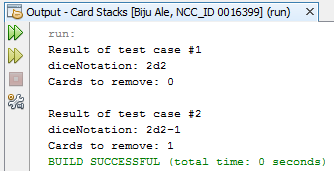 Output - Card Stacks [Biju Ale, NCC_ID 0016399] (run)
run:
Result of test case #1
diceNotation: 2d2
Cards to remove: 0
Result of test case #2
diceNotation: 2d2-1
Cards to remove: 1
BUILD SUCCESSFUL (total time: 0 seconds)